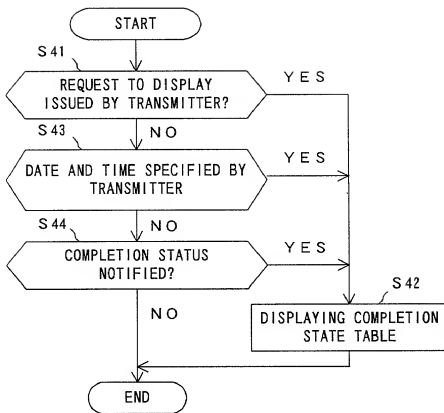 START
S41
REQUEST TO DISPLAY
ISSUED BY TRANSMITTER?
YES
NO
S43
DATE AND TIME SPECIFIED BY
TRANSMITTER
YES
NO
S44
COMPLETION STATUS
NOTIFIED?
YES
NO
S42
DISPLAYING COMPLETION
STATE TABLE
END